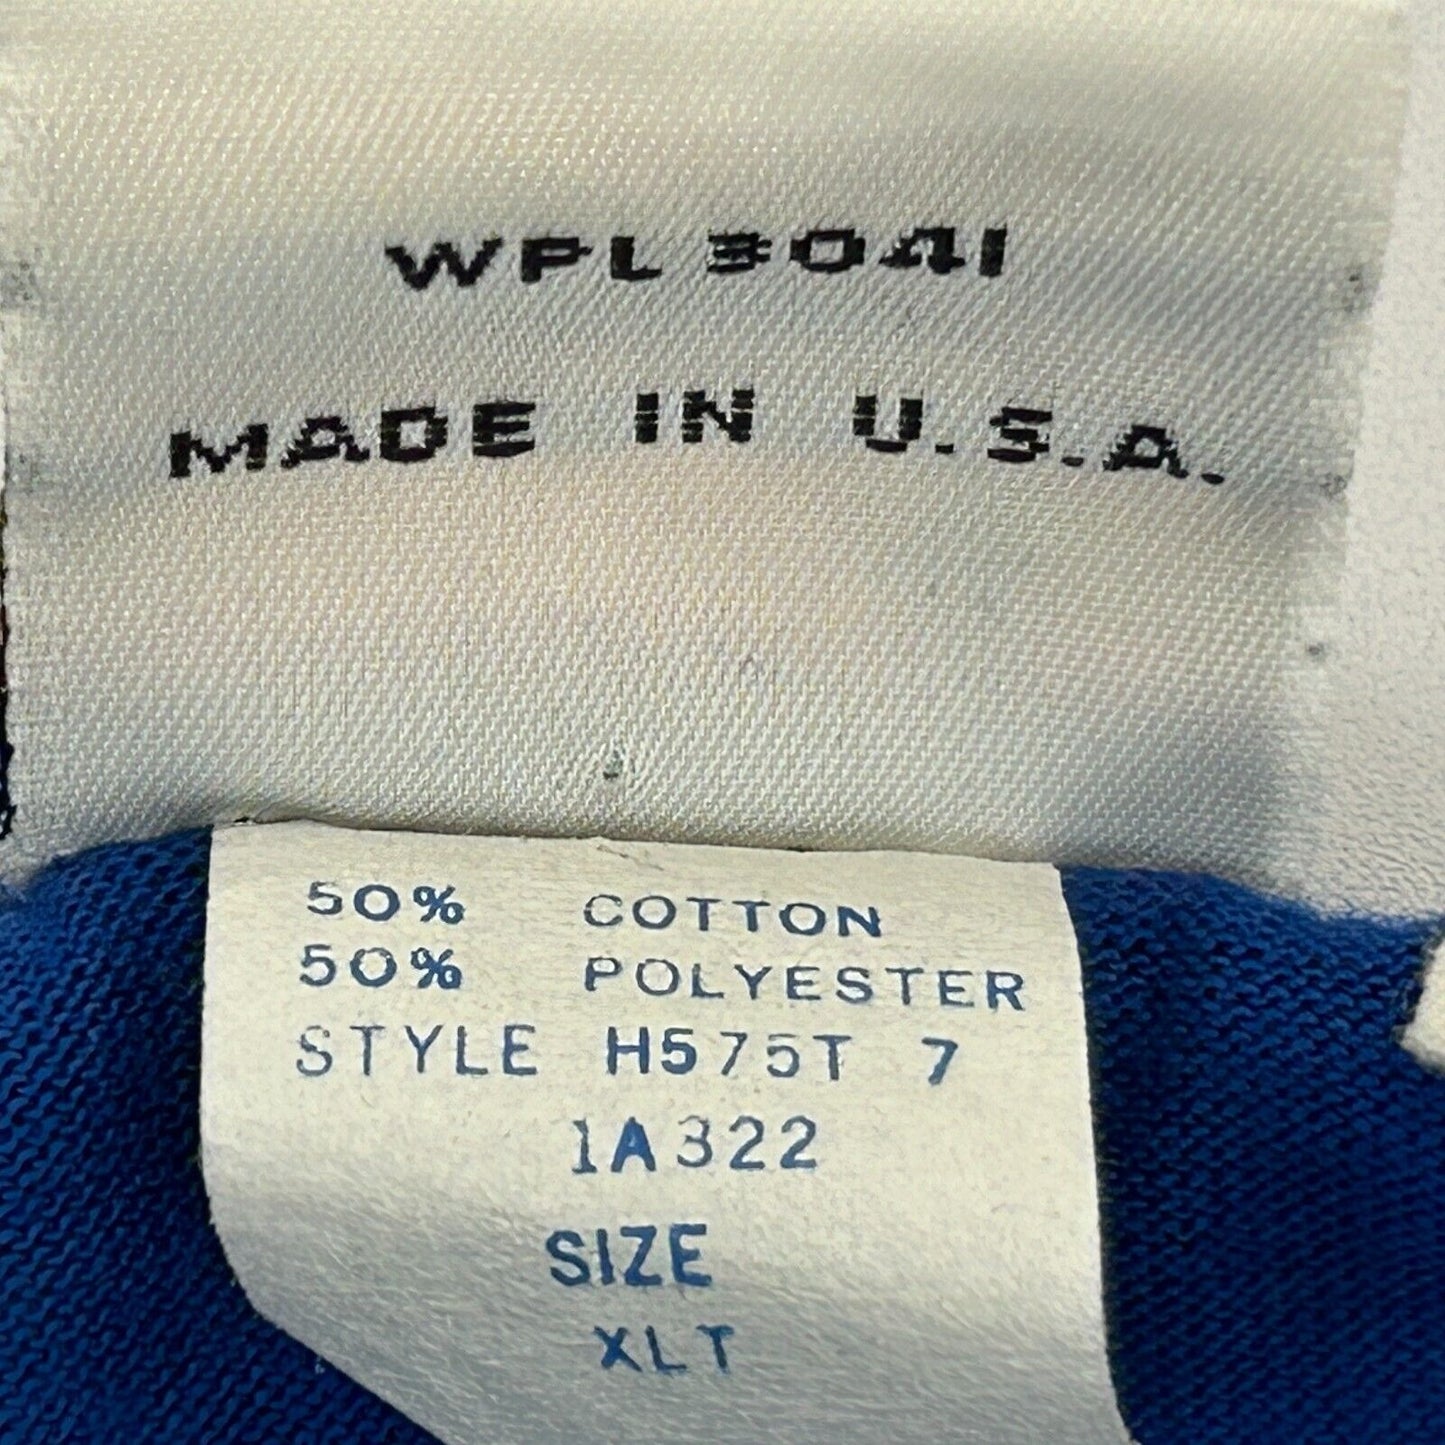 WPL 3041
MADE IN U.S.A.
50% COTTON
50% POLYESTER
STYLE H575T 7
1A322
SIZE
XLT